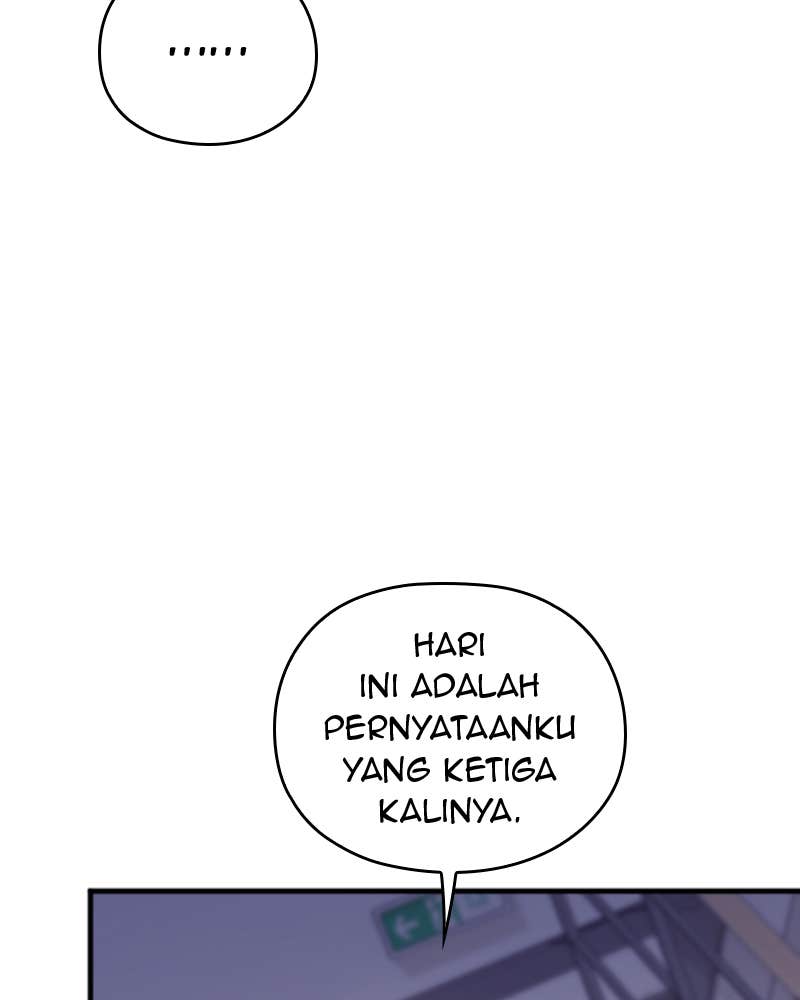 ......
HARI
INI ADALAH
PERNYATAANKU
YANG KETIGA
KALINYA.